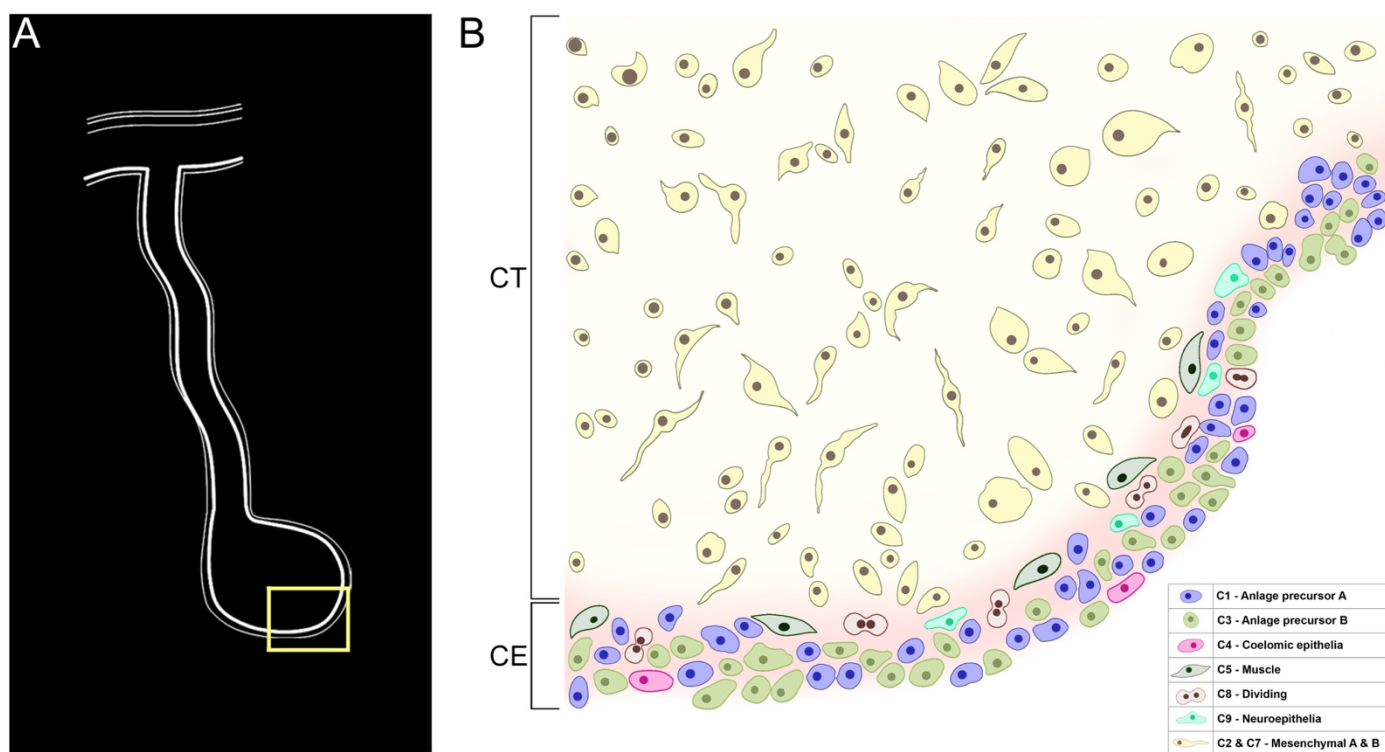 A
B
CT
CE
C1 - Anlage precursor A
C3 - Anlage precursor B
C4 - Coelomic epithelia
C5 - Muscle
C8 - Dividing
C9 - Neuroepithelia
C2 & C7 - Mesenchymal A & B